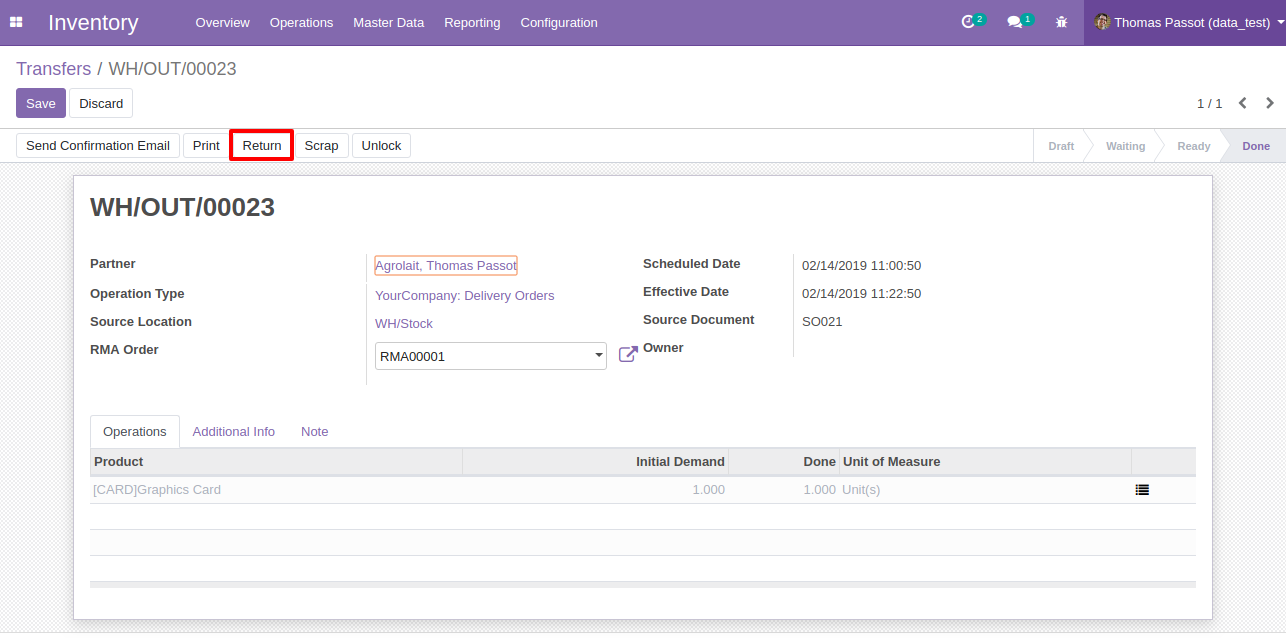 Inventory Overview Operations Master Data Reporting Configuration 2 1 Thomas Passot (data_test)
Transfers / WH/OUT/00023
Save Discard 1 / 1
Send Confirmation Email Print Return Scrap Unlock Draft Waiting Ready Done
WH/OUT/00023
Partner Agrolait, Thomas Passot Scheduled Date 02/14/2019 11:00:50
Operation Type YourCompany: Delivery Orders Effective Date 02/14/2019 11:22:50
Source Location WH/Stock Source Document SO021
RMA Order RMA00001 Owner
Operations Additional Info Note
Product Initial Demand Done Unit of Measure
[CARD]Graphics Card 1.000 1.000 Unit(s)